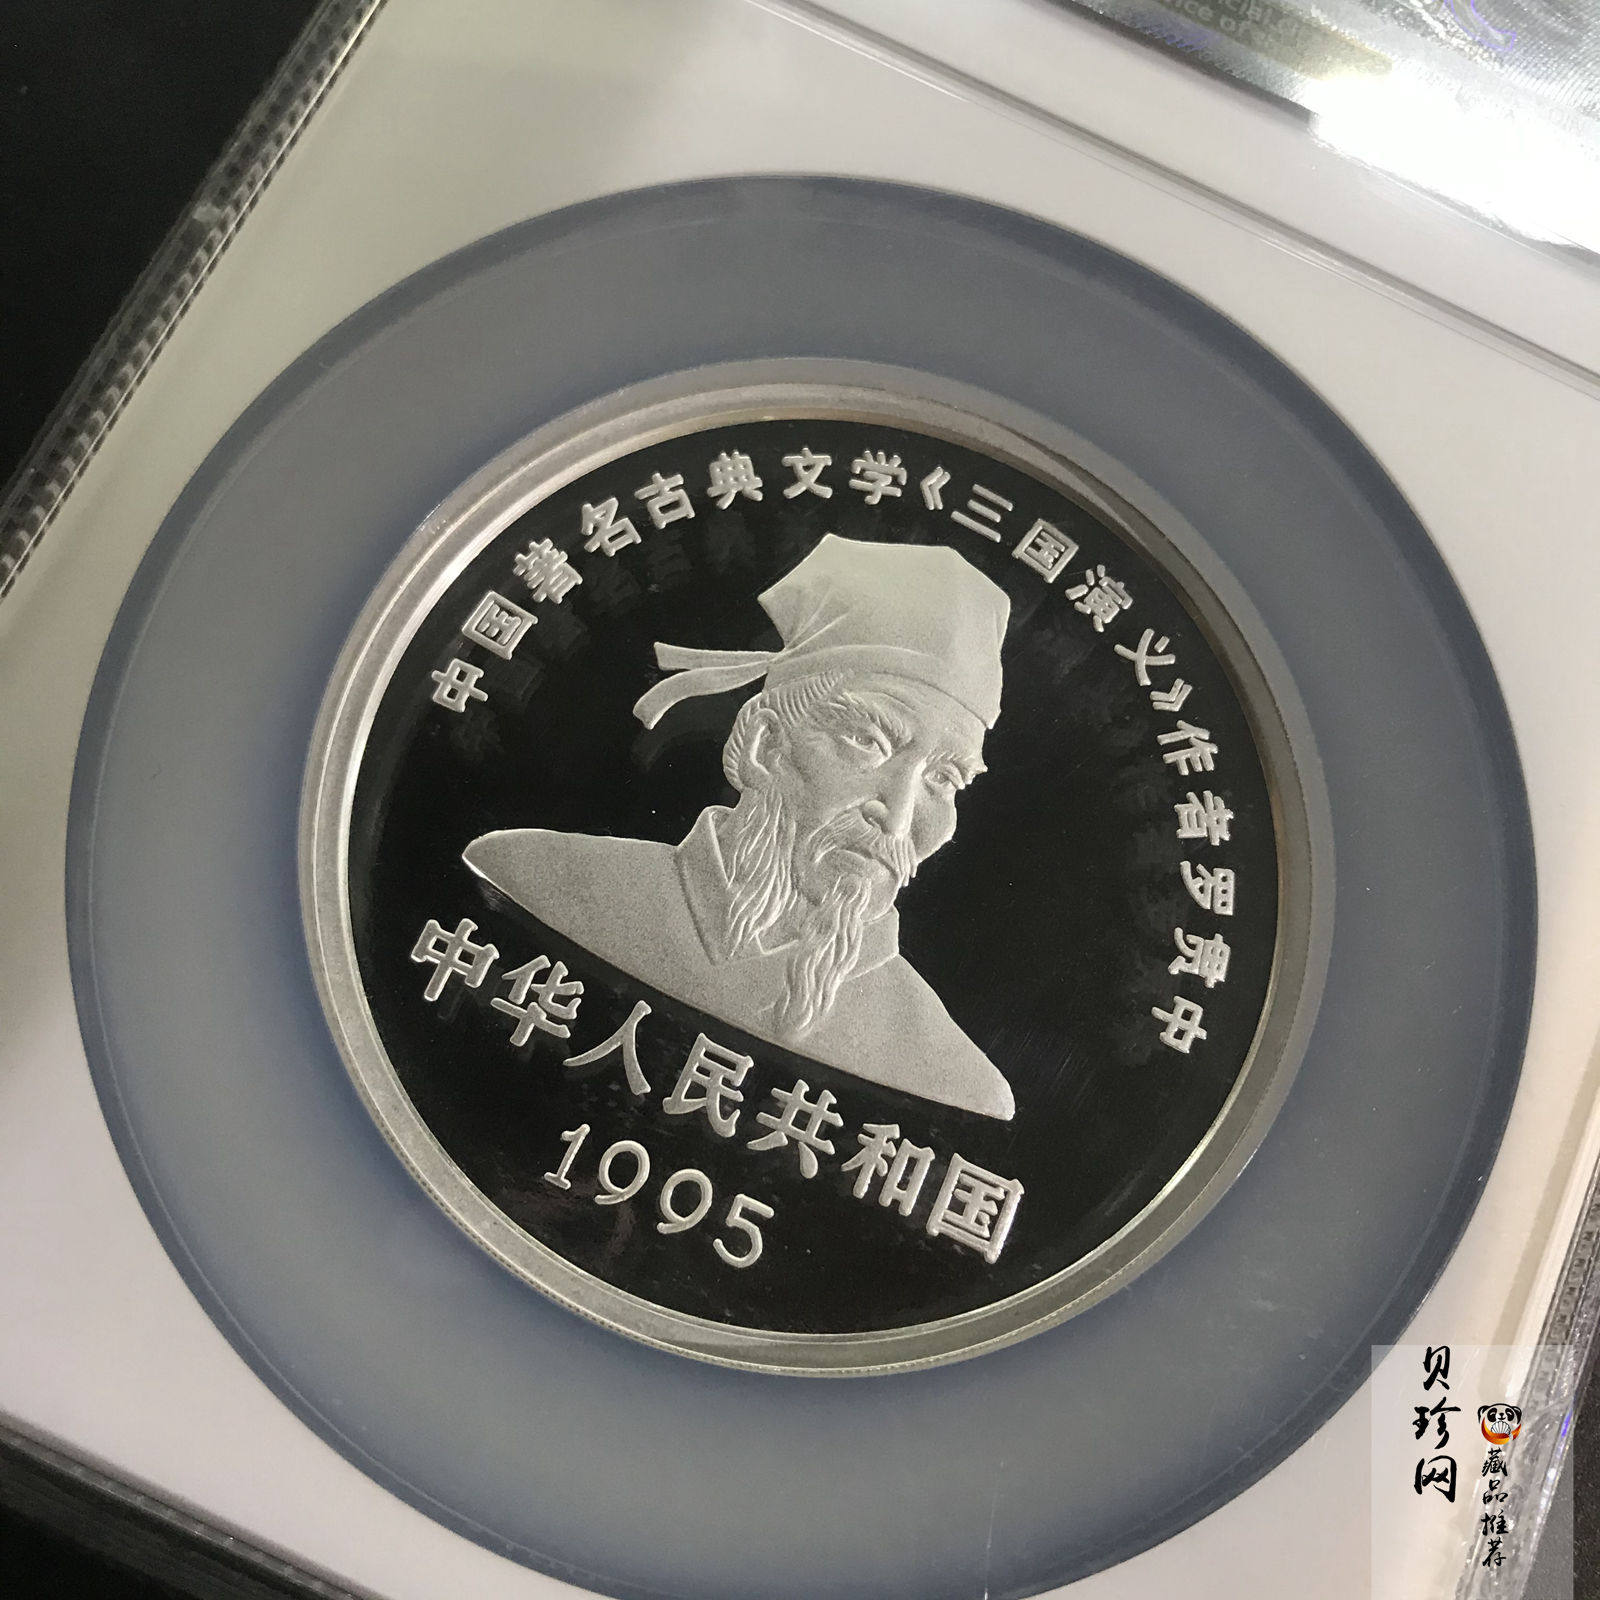 中国著名古典文学《三国演义》作者罗贯中
中华人民共和国
1995
贝珍网
藏品推荐